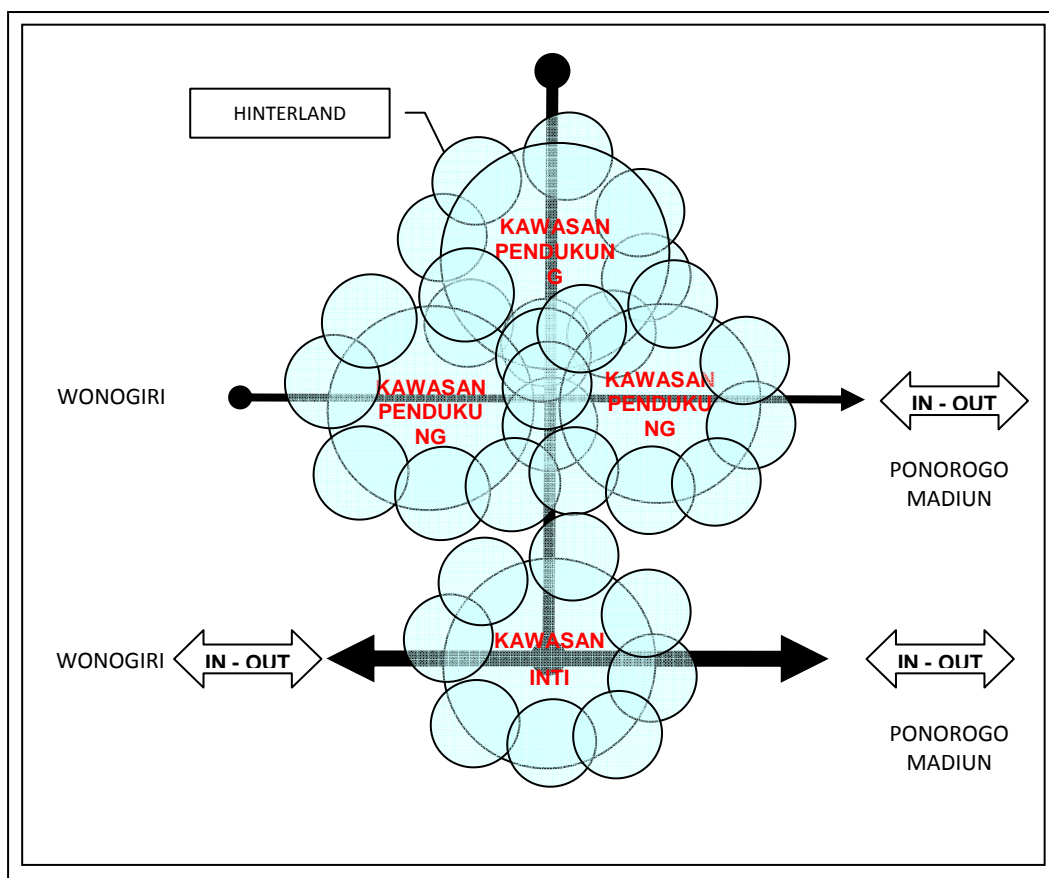 HINTERLAND
KAWASAN
PENDUKUN
G
WONOGIRI
KAWASAN
PENDUKU
NG
KAWASAN
PENDUKU
NG
IN - OUT
PONOROGO
MADIUN
WONOGIRI
IN - OUT
KAWASAN
INTI
IN - OUT
PONOROGO
MADIUN